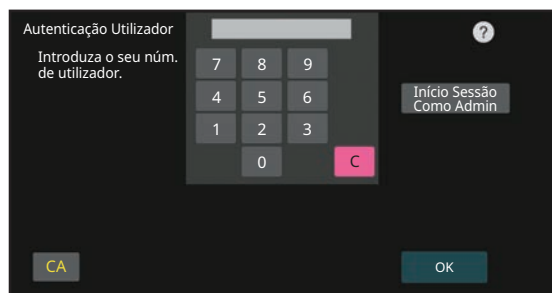 Autenticação Utilizador
Introduza o seu núm.
de utilizador.
7 8 9
4 5 6
1 2 3
0 C
?
Início Sessão
Como Admin
CA
OK